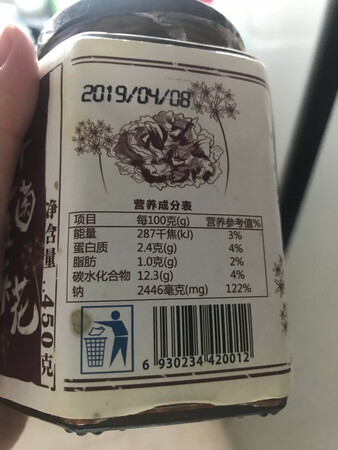 2019/04/08
营养成分表
项目 每100克(g) 营养参考值%
能量 287千焦(kJ) 3%
蛋白质 2.4克(g) 4%
脂肪 1.0克(g) 2%
碳水化合物 12.3(g) 4%
钠 2446毫克(mg) 122%
6 930234 420012
净含量:450克
菌
花